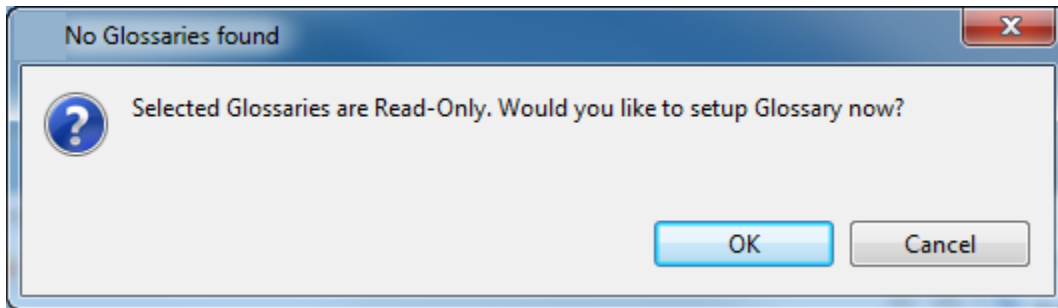 No Glossaries found
Selected Glossaries are Read-Only. Would you like to setup Glossary now?
OK
Cancel